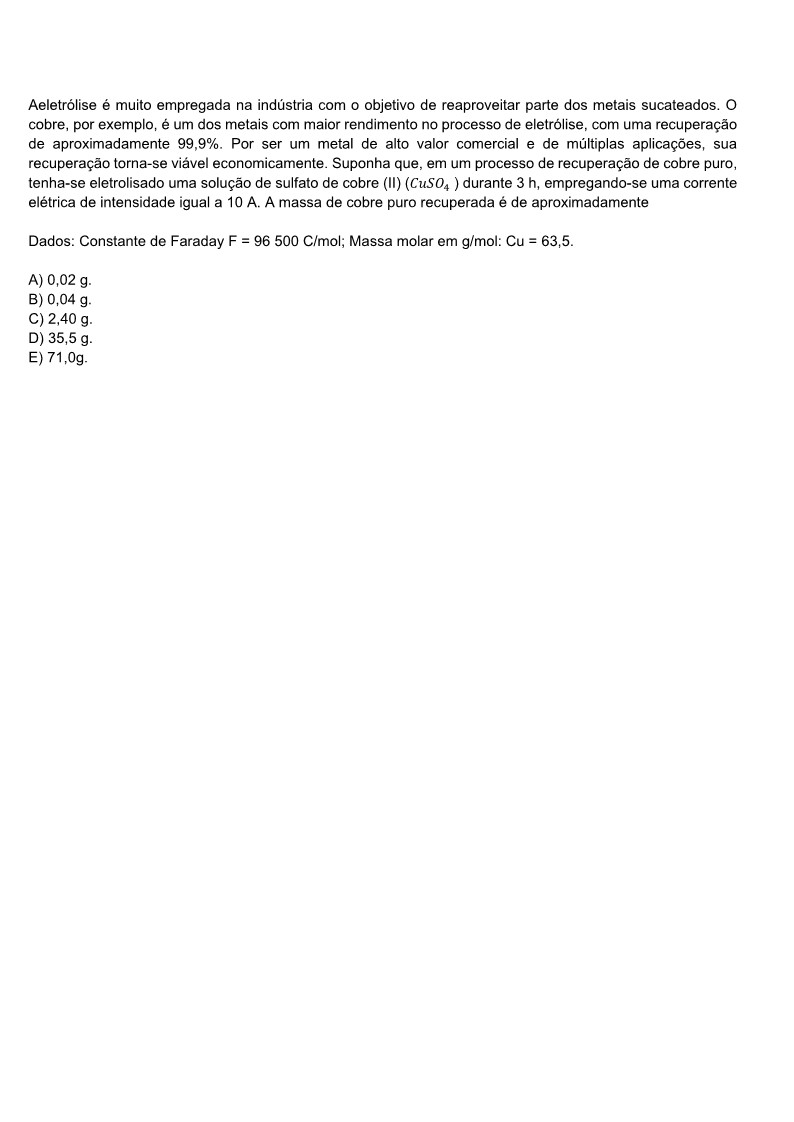 Aeletrólise é muito empregada na indústria com o objetivo de reaproveitar parte dos metais sucateados. O
cobre, por exemplo, é um dos metais com maior rendimento no processo de eletrólise, com uma recuperação
de aproximadamente 99,9%. Por ser um metal de alto valor comercial e de múltiplas aplicações, sua
recuperação torna-se viável economicamente. Suponha que, em um processo de recuperação de cobre puro,
tenha-se eletrolisado uma solução de sulfato de cobre (II) (CuSO₄ ) durante 3 h, empregando-se uma corrente
elétrica de intensidade igual a 10 A. A massa de cobre puro recuperada é de aproximadamente
Dados: Constante de Faraday F = 96 500 C/mol; Massa molar em g/mol: Cu = 63,5.
A) 0,02 g.
B) 0,04 g.
C) 2,40 g.
D) 35,5 g.
E) 71,0g.